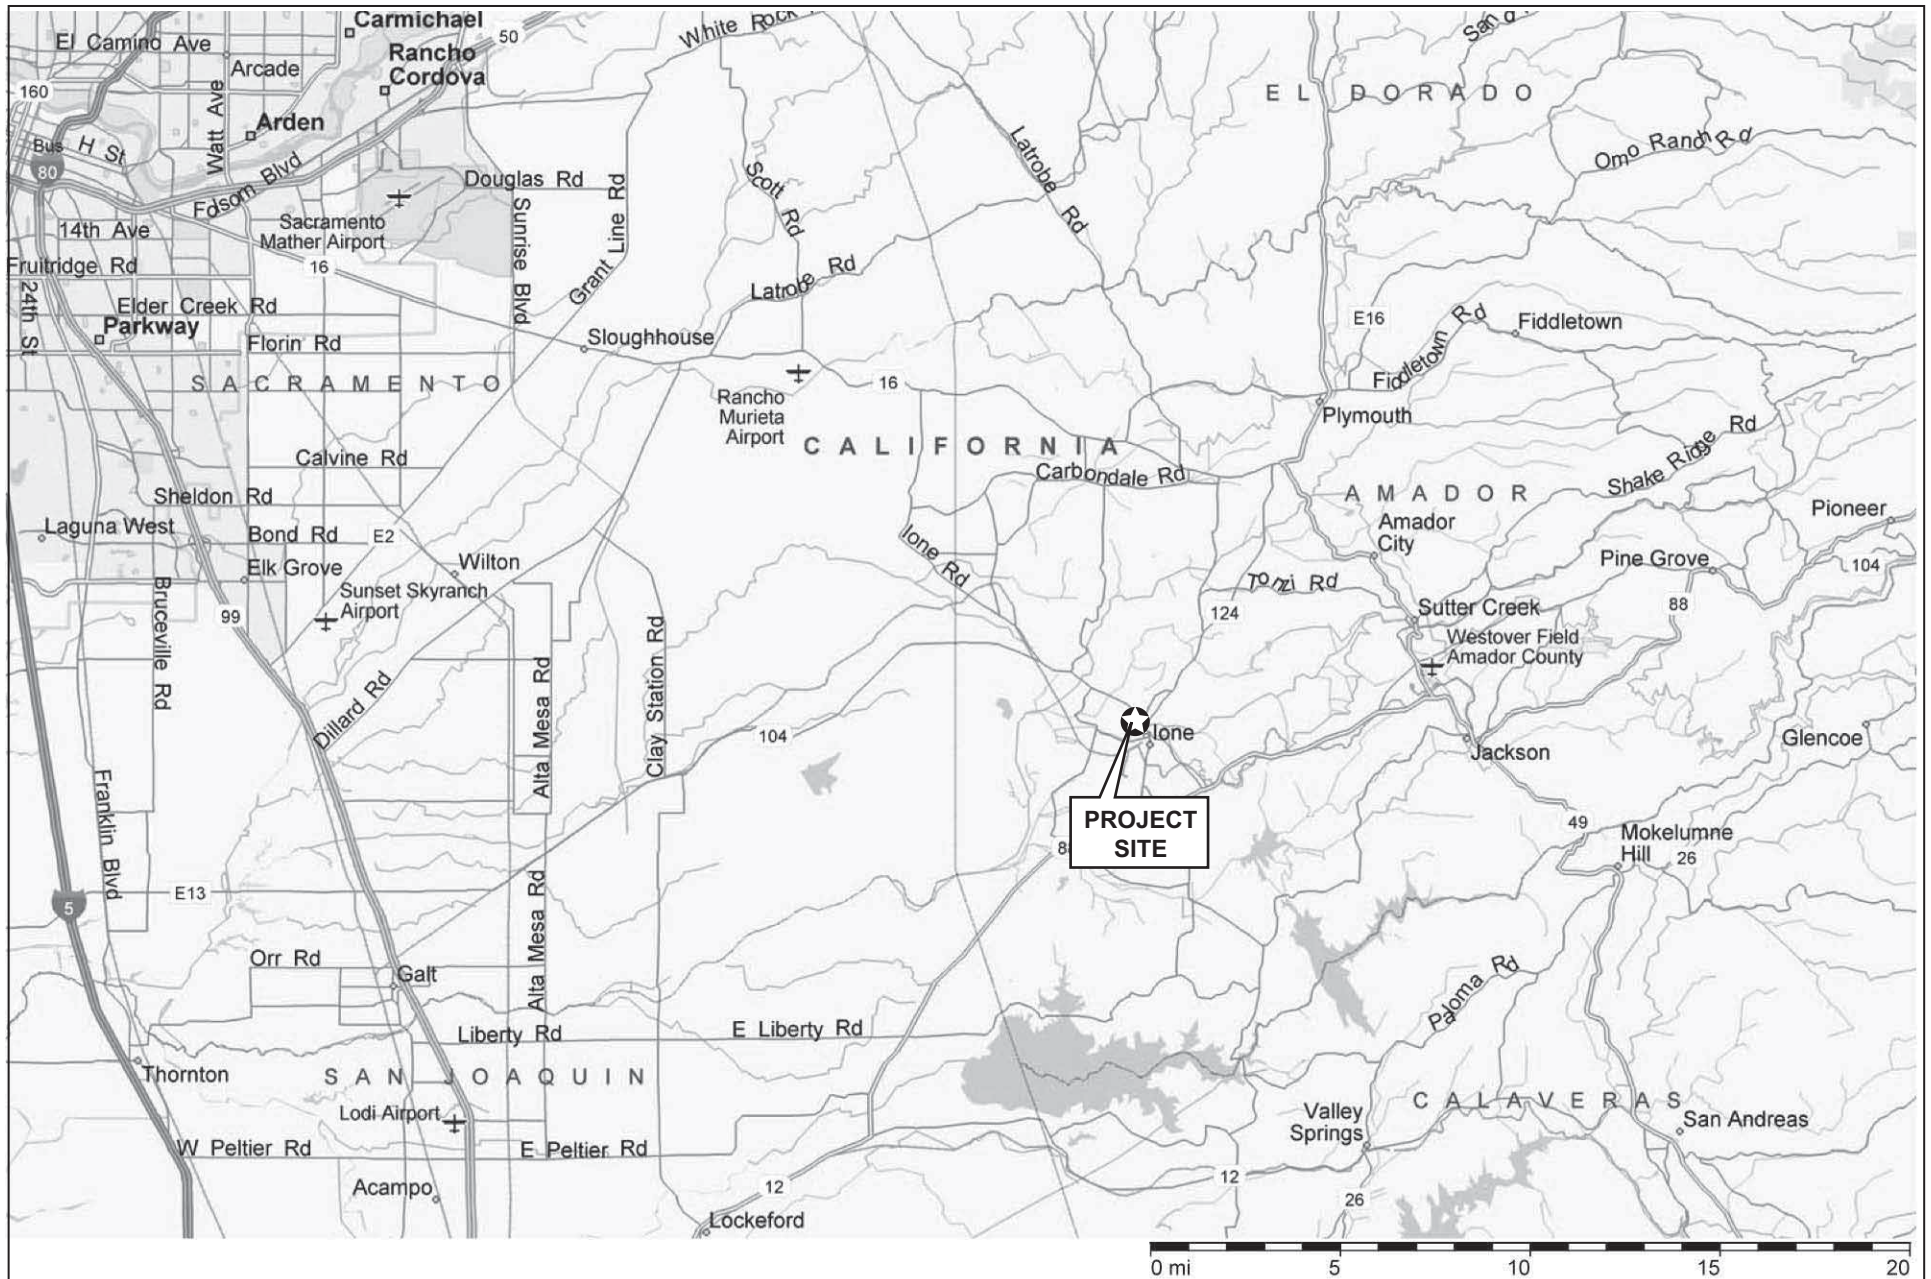 Carmichael
White Rock
El Camino Ave
50
Rancho
Cordova
Arcade
160
EL DORADO
Watt Ave
Arden
Bus
80
H St
Latrobe
Rd
Omo Ranch Rd
Folsom Blvd
Douglas Rd
Scott
Rd
Sacramento
Mather Airport
Sunrise Blvd
Grant Line Rd
14th Ave
Fruitridge Rd
16
Latrobe Rd
24th St
Elder Creek Rd
Parkway
Florin Rd
Sloughhouse
E16
Fiddletown Rd
Fiddletown
SACRAMENTO
Rancho
Murieta
Airport
16
Plymouth
CALIFORNIA
Shake Ridge Rd
Calvine Rd
Carbondale Rd
Sheldon Rd
AMADOR
Pioneer
Laguna West
Bond Rd
E2
Amador
City
Ione
Rd
Wilton
Elk Grove
Pine Grove
104
Tonzi Rd
Sunset Skyranch
Airport
Bruceville Rd
99
124
Sutter Creek
88
Westover Field
Amador County
Clay Station Rd
Alta Mesa Rd
Dillard Rd
104
Ione
Jackson
Glencoe
Franklin Blvd
PROJECT
SITE
49
Mokelumne
Hill
26
E13
5
Alta Mesa Rd
Orr Rd
Galt
Paloma Rd
Liberty Rd
E Liberty Rd
Thornton
SAN JOAQUIN
Lodi Airport
Valley
Springs
CALAVERAS
San Andreas
W Peltier Rd
E Peltier Rd
12
12
26
Acampo
Lockeford
0 mi
5
10
15
20